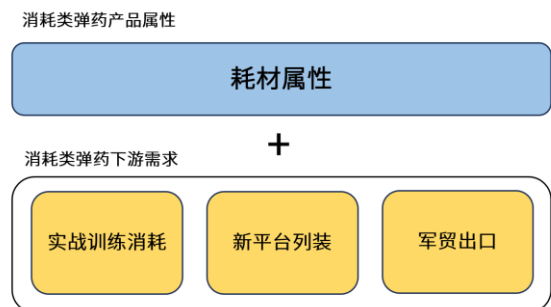 消耗类弹药产品属性
耗材属性
+
消耗类弹药下游需求
实战训练消耗
新平台列装
军贸出口